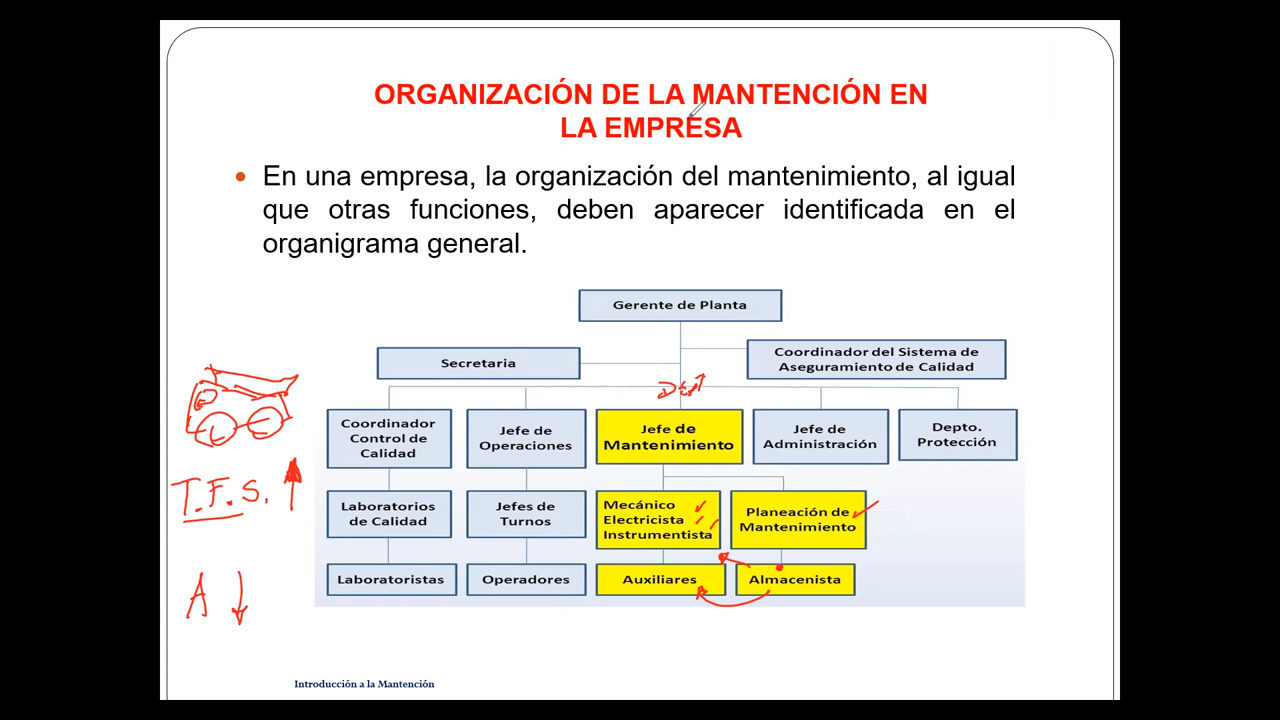 ORGANIZACIÓN DE LA MANTENCIÓN EN
LA EMPRESA
• En una empresa, la organización del mantenimiento, al igual
que otras funciones, deben aparecer identificada en el
organigrama general.
Gerente de Planta
Secretaria
Coordinador del Sistema de
Aseguramiento de Calidad
Coordinador
Control de
Calidad
Jefe de
Operaciones
Jefe de
Mantenimiento
Jefe de
Administración
Depto.
Protección
Laboratorios
de Calidad
Jefes de
Turnos
Mecánico
Electricista
Instrumentista
Planeación de
Mantenimiento
Laboratoristas
Operadores
Auxiliares
Almacenista
T.F.S.
A
Introducción a la Mantención